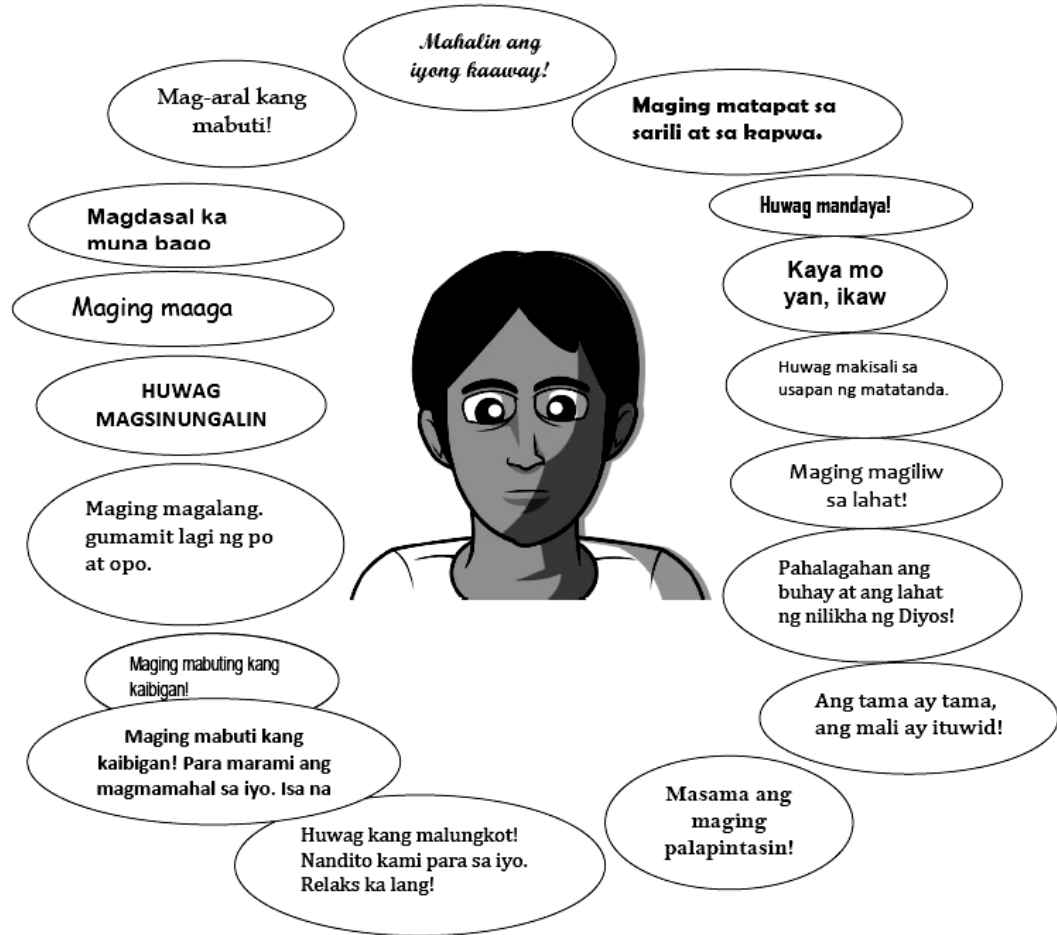 Mahalin ang
iyong kaaway!
Mag-aral kang
mabuti!
Maging matapat sa
sarili at sa kapwa.
Magdasal ka
muna bago
Huwag mandaya!
Maging maaga
Kaya mo
yan, ikaw
HUWAG
MAGSINUNGALIN
Huwag makisali sa
usapan ng matatanda.
Maging magalang.
gumamit lagi ng po
at opo.
Maging magiliw
sa lahat!
Pahalagahan ang
buhay at ang lahat
ng nilikha ng Diyos!
Maging mabuting kang
kaibigan!
Ang tama ay tama,
ang mali ay ituwid!
Maging mabuti kang
kaibigan! Para marami ang
magmamahal sa iyo. Isa na
Masama ang
maging
palapintasin!
Huwag kang malungkot!
Nandito kami para sa iyo.
Relaks ka lang!